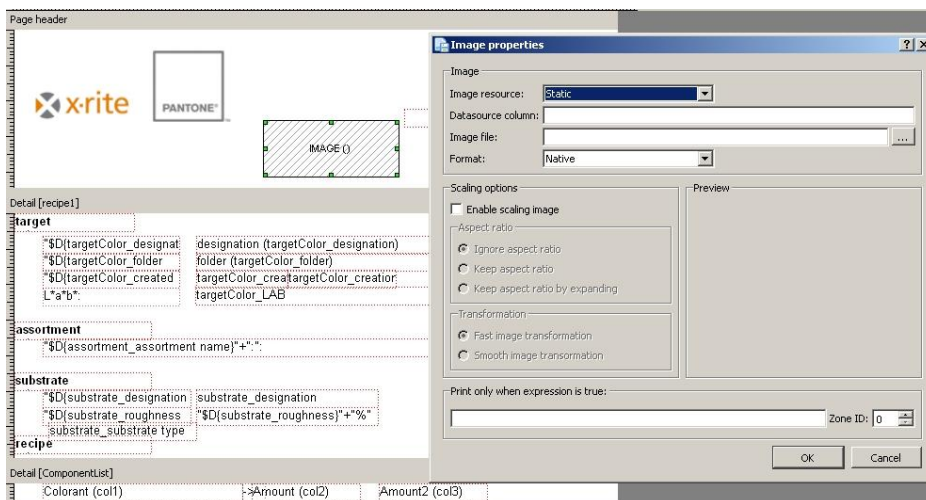 Page header
x·rite
PANTONE®
™
IMAGE ()
Detail [recipe1]
target
"$D{targetColor_designat designation (targetColor_designation)
"$D{targetColor_folder folder (targetColor_folder)
"$D{targetColor_created targetColor_creat targetColor_creatior
L*a*b*: targetColor_LAB
assortment
"$D{assortment_assortment name}"+":":
substrate
"$D{substrate_designation substrate_designation
"$D{substrate_roughness "$D{substrate_roughness}"+"%"
substrate_substrate type
recipe
Detail [ComponentList]
Colorant (col1) ->Amount (col2) Amount2 (col3)
Image properties
Image
Image resource: Static
Datasource column:
Image file: ...
Format: Native
Scaling options
Enable scaling image
Aspect ratio
Ignore aspect ratio
Keep aspect ratio
Keep aspect ratio by expanding
Transformation
Fast image transformation
Smooth image transormation
Preview
Print only when expression is true:
Zone ID: 0
OK Cancel